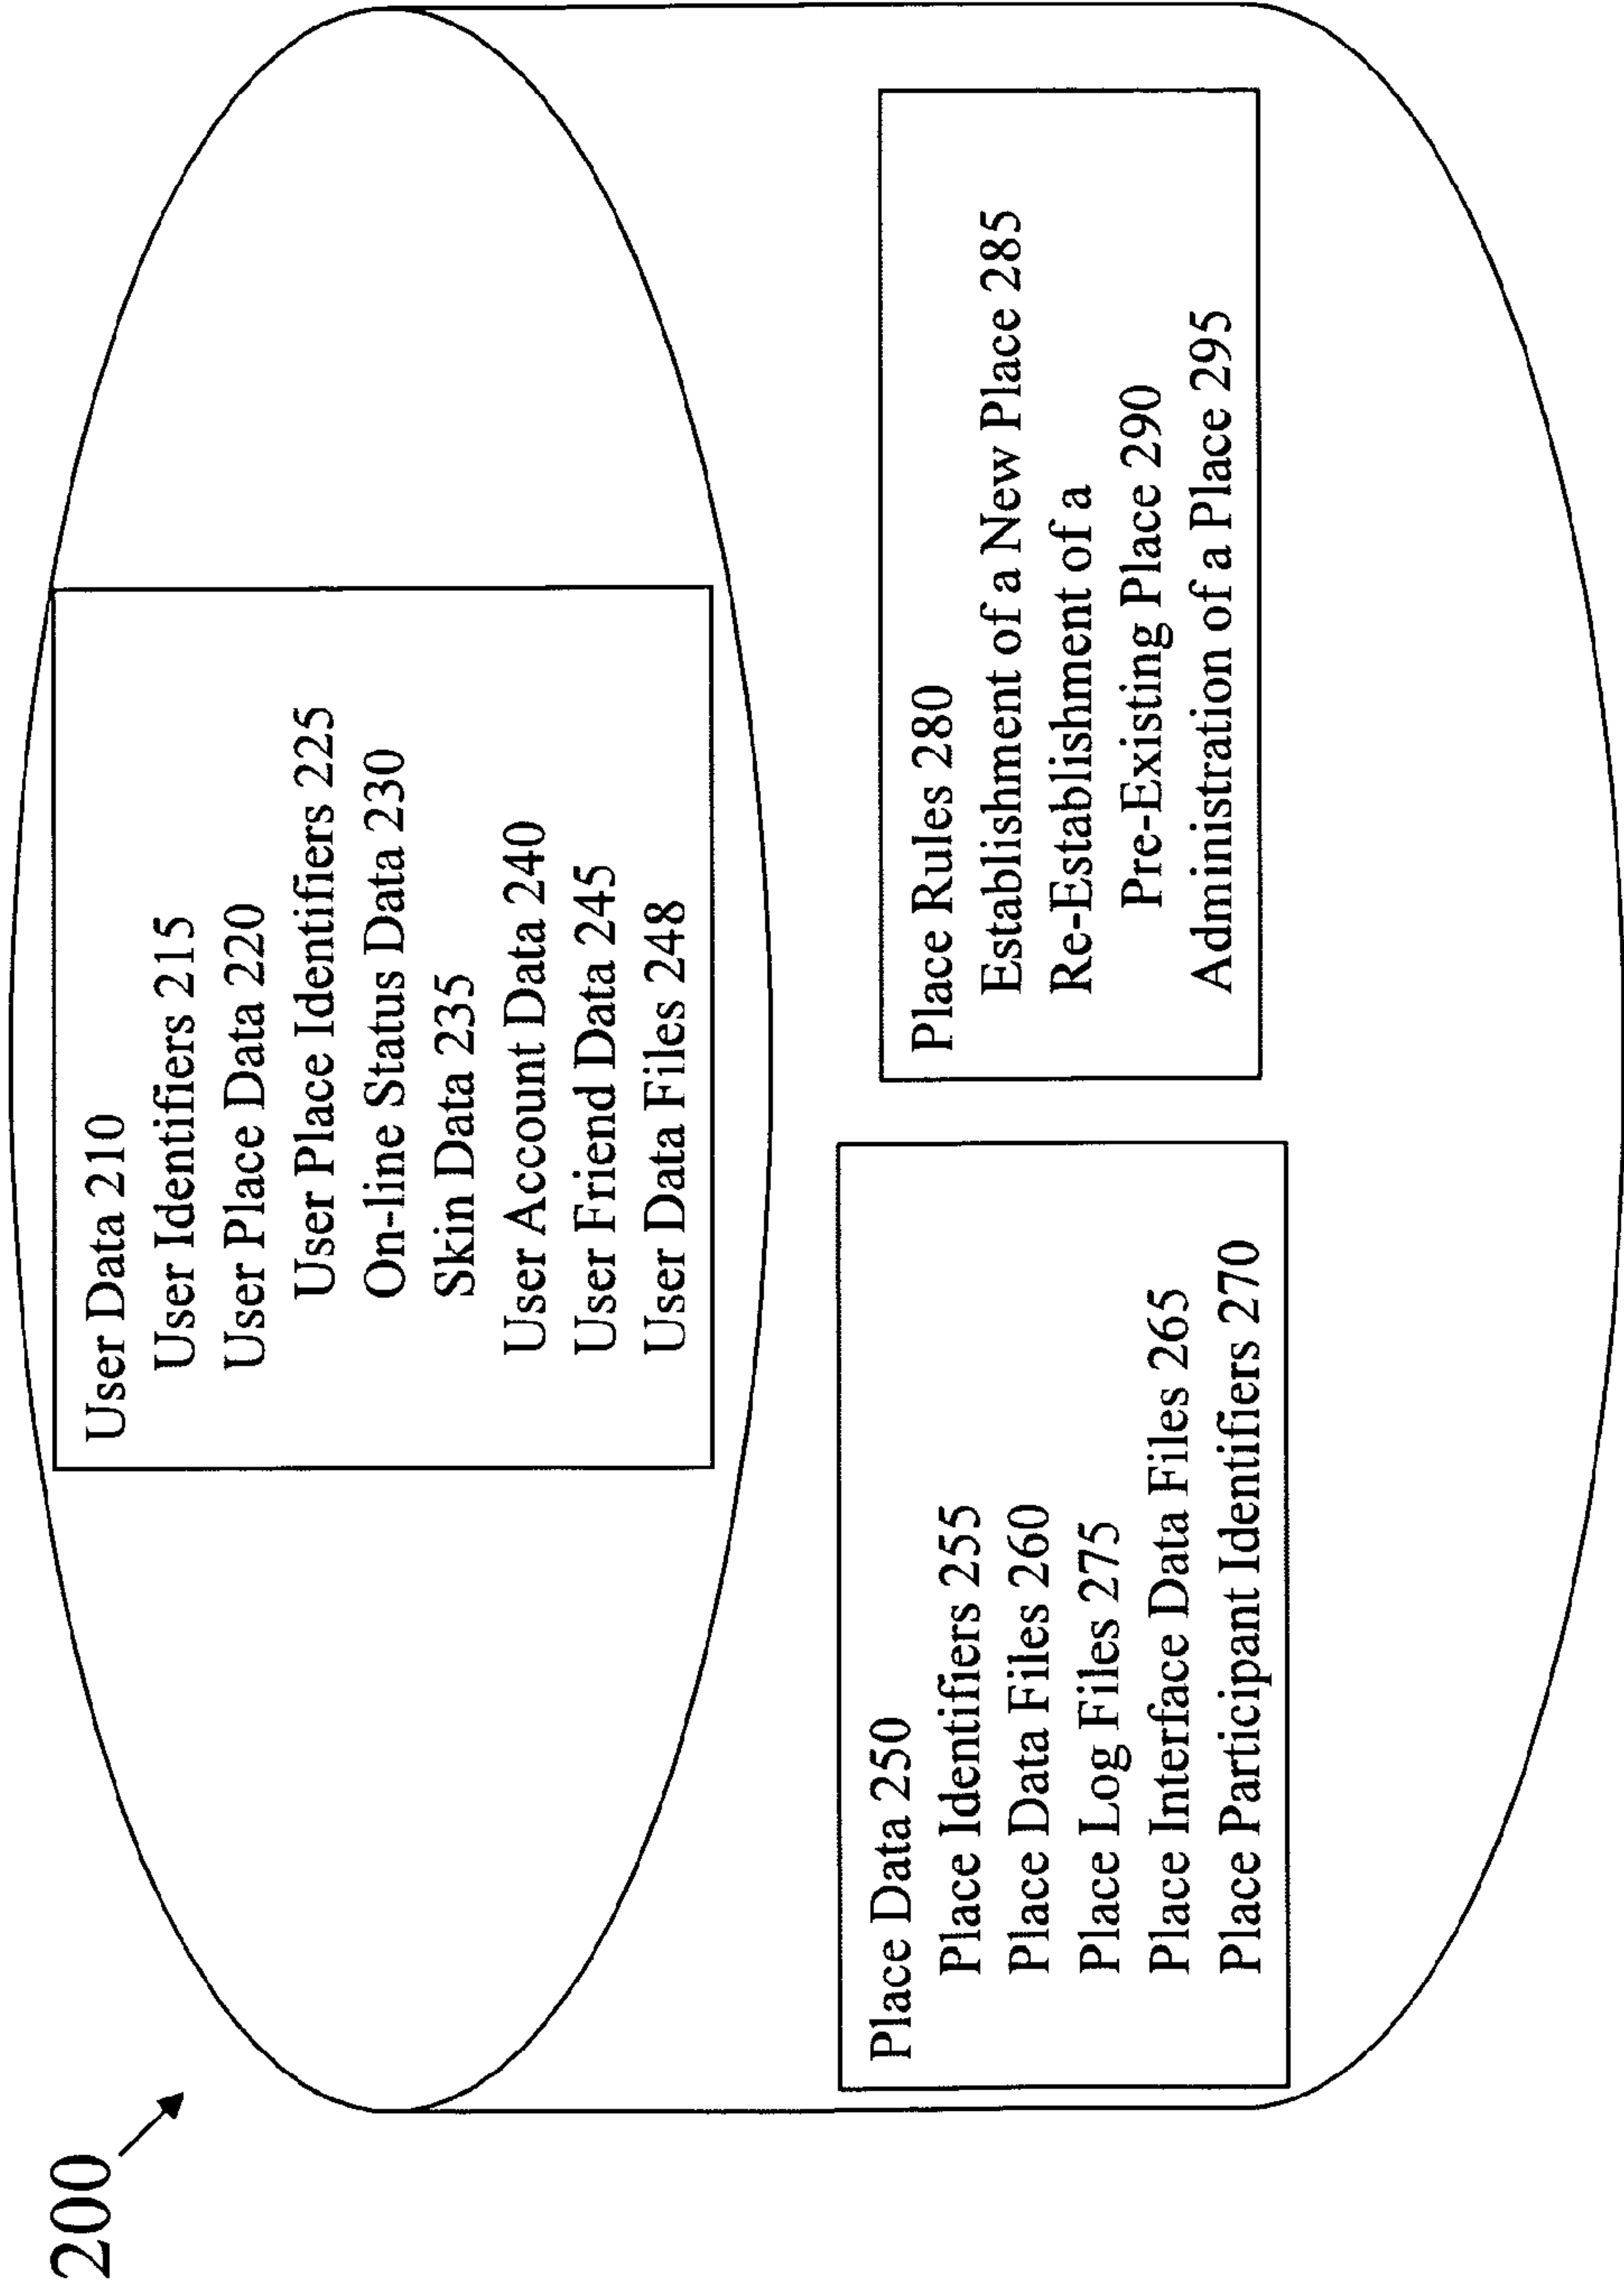 200
User Data 210
User Identifiers 215
User Place Data 220
User Place Identifiers 225
On-line Status Data 230
Skin Data 235
User Account Data 240
User Friend Data 245
User Data Files 248
Place Data 250
Place Identifiers 255
Place Data Files 260
Place Log Files 275
Place Interface Data Files 265
Place Participant Identifiers 270
Place Rules 280
Establishment of a New Place 285
Re-Establishment of a
Pre-Existing Place 290
Administration of a Place 295